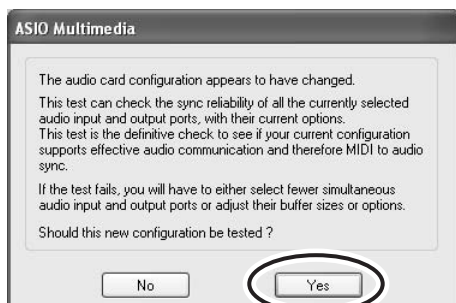 ASIO Multimedia
The audio card configuration appears to have changed.
This test can check the sync reliability of all the currently selected
audio input and output ports, with their current options.
This test is the definitive check to see if your current configuration
supports effective audio communication and therefore MIDI to audio
sync.
If the test fails, you will have to either select fewer simultaneous
audio input and output ports or adjust their buffer sizes or options.
Should this new configuration be tested ?
No
Yes